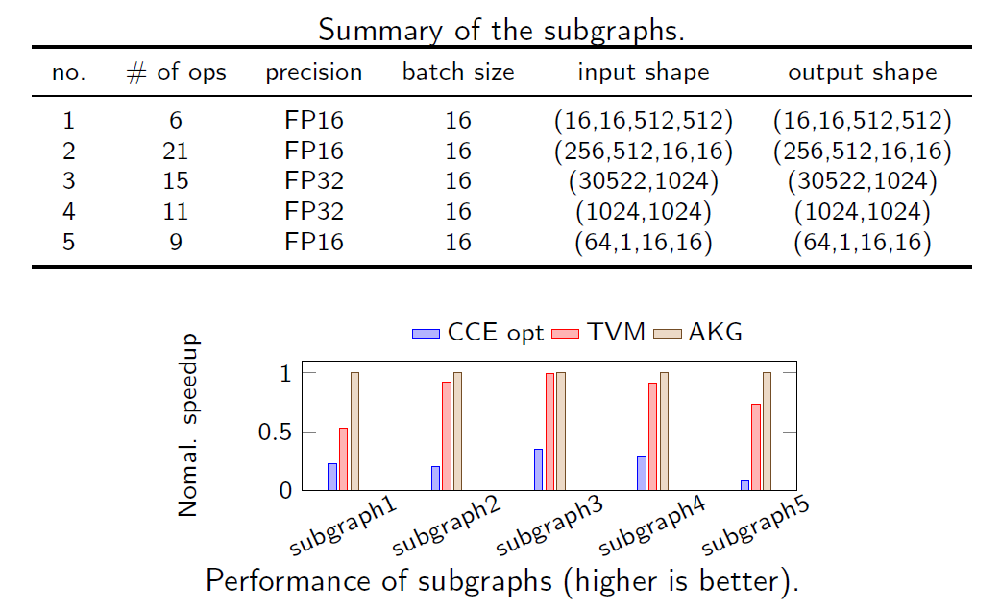 Summary of the subgraphs.
no. # of ops precision batch size input shape output shape
1 6 FP16 16 (16,16,512,512) (16,16,512,512)
2 21 FP16 16 (256,512,16,16) (256,512,16,16)
3 15 FP32 16 (30522,1024) (30522,1024)
4 11 FP32 16 (1024,1024) (1024,1024)
5 9 FP16 16 (64,1,16,16) (64,1,16,16)
CCE opt TVM AKG
Nomal. speedup
1
0.5
0
subgraph1 subgraph2 subgraph3 subgraph4 subgraph5
Performance of subgraphs (higher is better).